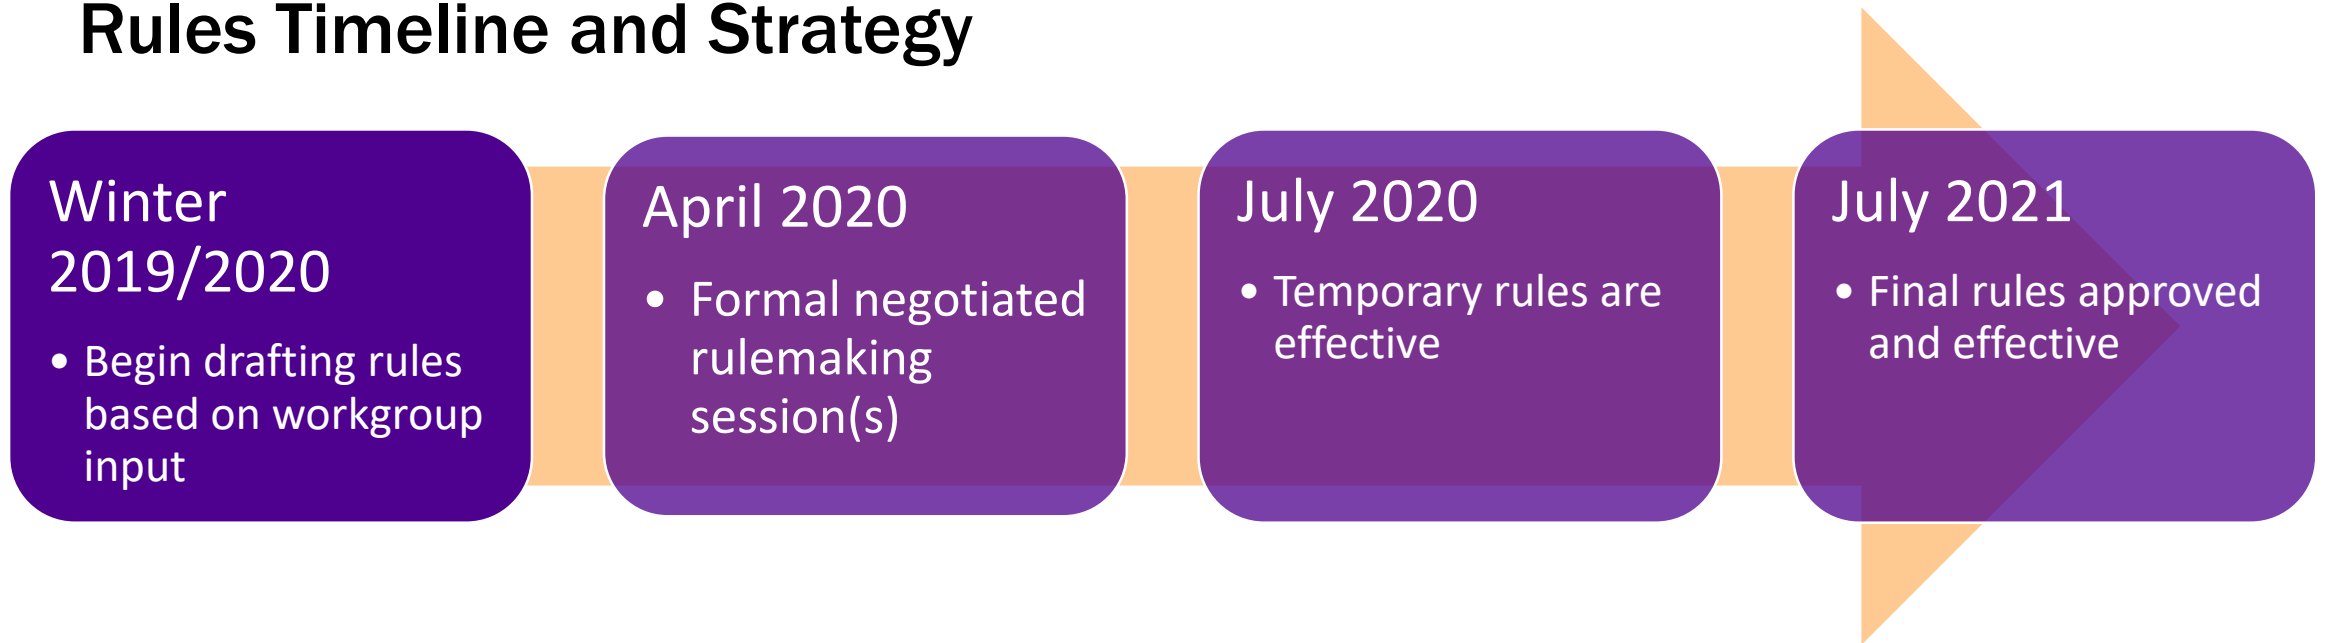 Rules Timeline and Strategy
Winter
2019/2020
• Begin drafting rules
based on workgroup
input
April 2020
• Formal negotiated
rulemaking
session(s)
July 2020
• Temporary rules are
effective
July 2021
• Final rules approved
and effective